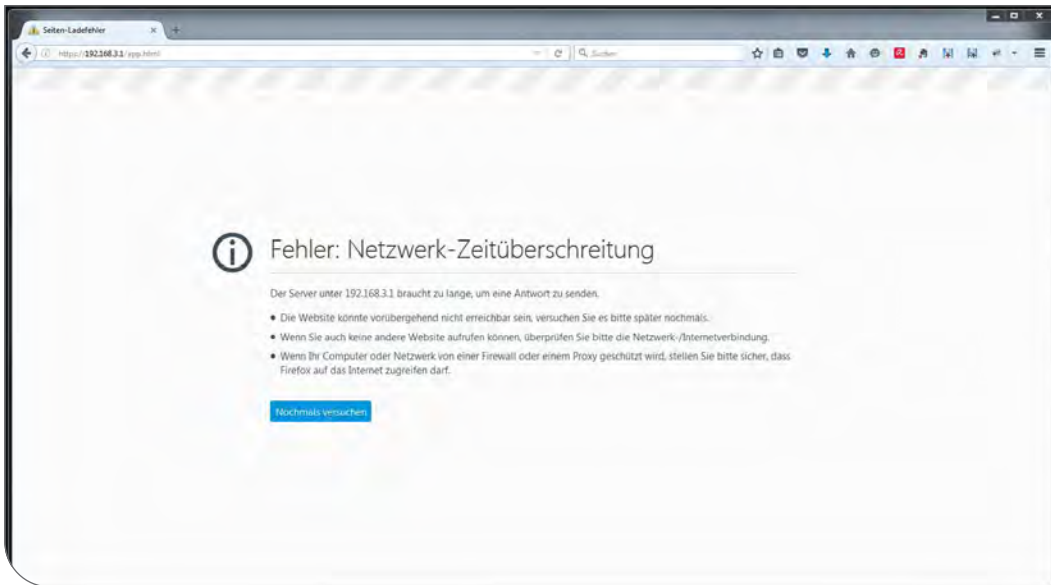 Seiten-Ladefehler
https://192.168.3.1/app.html
Suchen
Fehler: Netzwerk-Zeitüberschreitung
Der Server unter 192.168.3.1 braucht zu lange, um eine Antwort zu senden.
Die Website könnte vorübergehend nicht erreichbar sein, versuchen Sie es bitte später nochmals.
Wenn Sie auch keine andere Website aufrufen können, überprüfen Sie bitte die Netzwerk-/Internetverbindung.
Wenn Ihr Computer oder Netzwerk von einer Firewall oder einem Proxy geschützt wird, stellen Sie bitte sicher, dass
Firefox auf das Internet zugreifen darf.
Nochmals versuchen